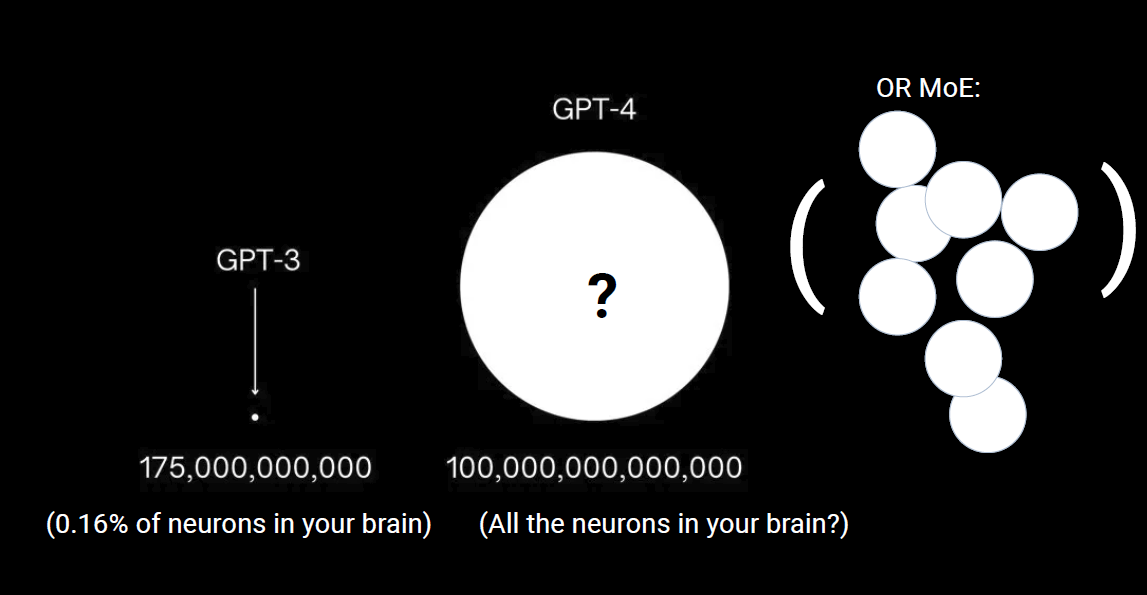 OR MoE:
GPT-4
GPT-3
?
175,000,000,000
100,000,000,000,000
(0.16% of neurons in your brain)
(All the neurons in your brain?)